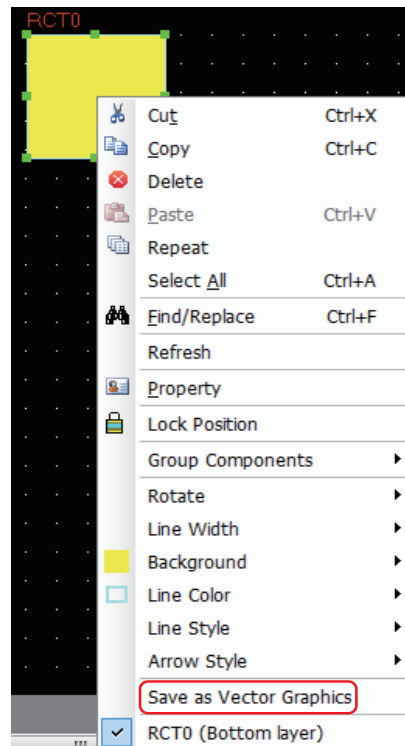 RCT0
Cut Ctrl+X
Copy Ctrl+C
Delete
Paste Ctrl+V
Repeat
Select All Ctrl+A
Find/Replace Ctrl+F
Refresh
Property
Lock Position
Group Components
Rotate
Line Width
Background
Line Color
Line Style
Arrow Style
Save as Vector Graphics
RCT0 (Bottom layer)